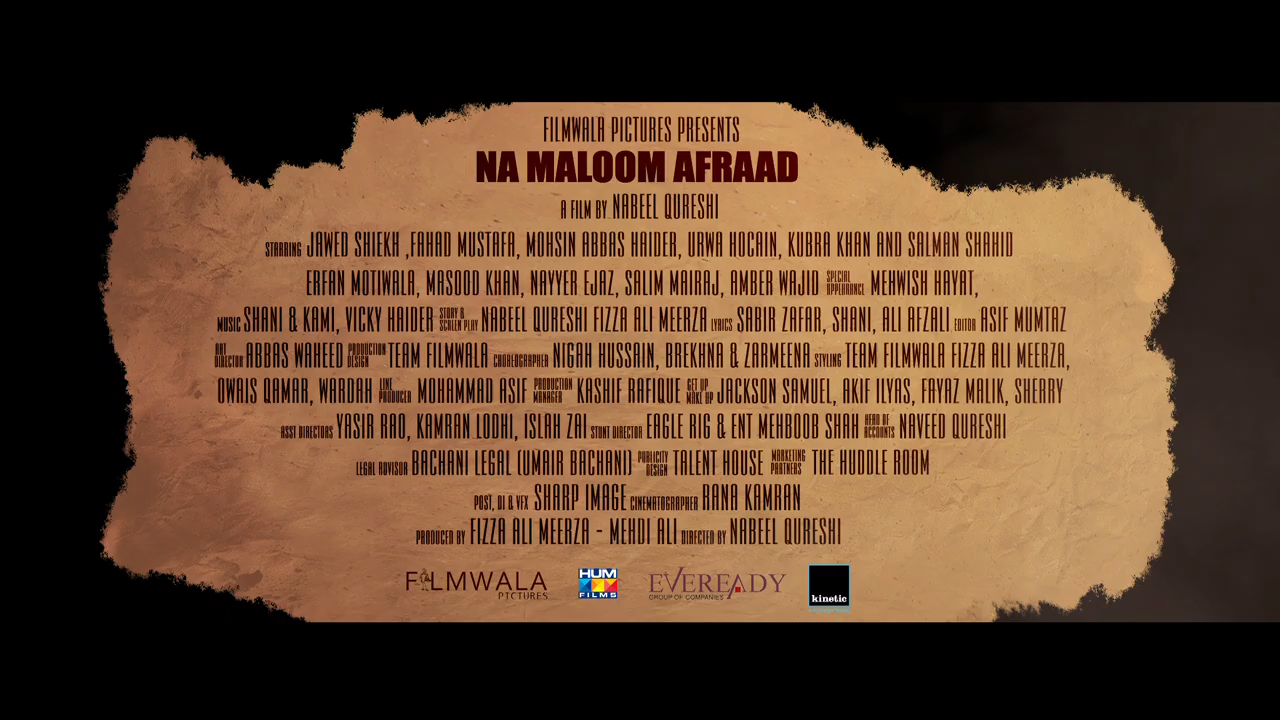 FILMWALA PICTURES PRESENTS
NA MALOOM AFRAAD
A FILM BY NABEEL QURESHI
STARRING JAWED SHIEKH ,FAHAD MUSTAFA, MOHSIN ABBAS HAIDER, URWA HOCAIN, KUBRA KHAN AND SALMAN SHAHID
ERFAN MOTIWALA, MASOOD KHAN, NAYYER EJAZ, SALIM MAIRAJ, AMBER WAJID SPECIAL APPEARANCE MEHWISH HAYAT,
MUSIC SHANI & KAMI, VICKY HAIDER STORY & SCREEN PLAY NABEEL QURESHI FIZZA ALI MEERZA LYRICS SABIR ZAFAR, SHANI, ALI AFZALI EDITOR ASIF MUMTAZ
ART DIRECTOR ABBAS WAHEED PRODUCTION DESIGN TEAM FILMWALA CHOREOGRAPHER NIGAH HUSSAIN, BREKHNA & ZARMEENA STYLING TEAM FILMWALA FIZZA ALI MEERZA,
OWAIS QAMAR, WARDAH LINE PRODUCER MOHAMMAD ASIF PRODUCTION MANAGER KASHIF RAFIQUE GET UP MAKE UP JACKSON SAMUEL, AKIF ILYAS, FAYAZ MALIK, SHERRY
ASST DIRECTORS YASIR RAO, KAMRAN LODHI, ISLAH ZAI STUNT DIRECTOR EAGLE RIG & ENT MEHBOOB SHAH HEAD OF ACCOUNTS NAVEED QURESHI
LEGAL ADVISOR BACHANI LEGAL (UMAIR BACHANI) PUBLICITY DESIGN TALENT HOUSE MARKETING PARTNERS THE HUDDLE ROOM
POST, DI & VFX SHARP IMAGE CINEMATOGRAPHER RANA KAMRAN
PRODUCED BY FIZZA ALI MEERZA - MEHDI ALI DIRECTED BY NABEEL QURESHI
FILMWALA PICTURES
HUM FILMS
EVEREADY GROUP OF COMPANIES
kinetic